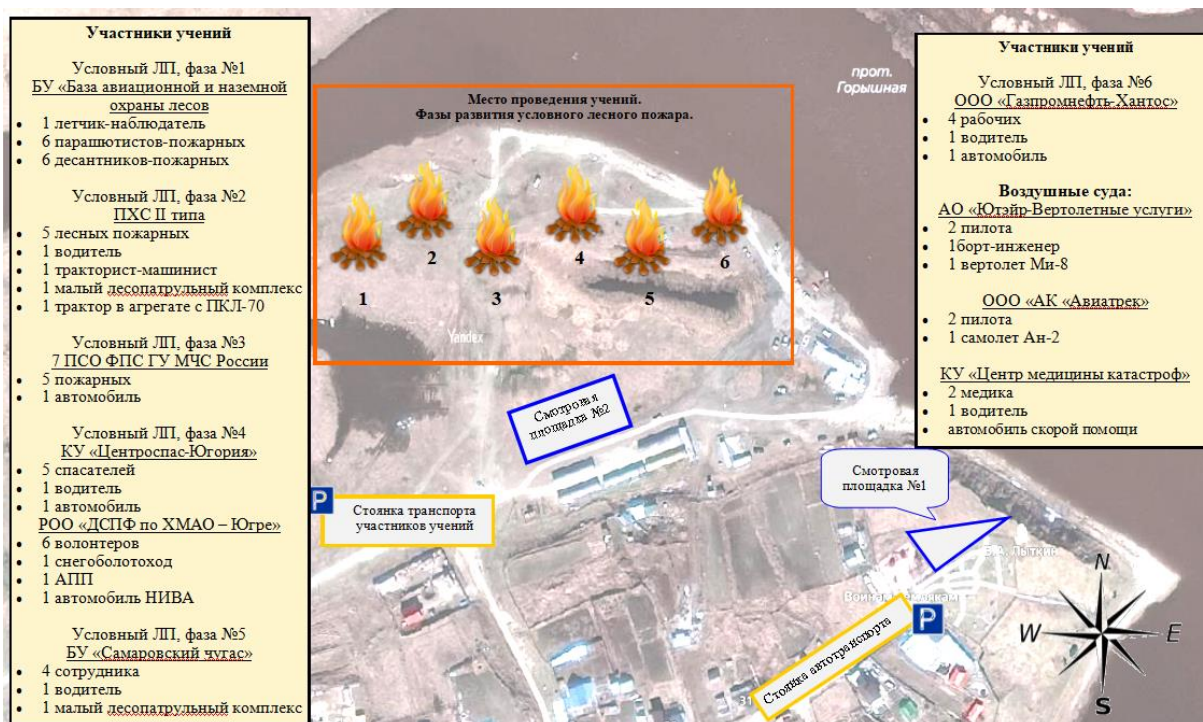 Участники учений
Условный ЛП, фаза №1
БУ «База авиационной и наземной
охраны лесов
• 1 летчик-наблюдатель
• 6 парашютистов-пожарных
• 6 десантников-пожарных
Условный ЛП, фаза №2
ПХС II типа
• 5 лесных пожарных
• 1 водитель
• 1 тракторист-машинист
• 1 малый лесопатрульный комплекс
• 1 трактор в агрегате с ПКЛ-70
Условный ЛП, фаза №3
7 ПСО ФПС ГУ МЧС России
• 5 пожарных
• 1 автомобиль
Условный ЛП, фаза №4
КУ «Центроспас-Югория»
• 5 спасателей
• 1 водитель
• 1 автомобиль
РОО «ДСПФ по ХМАО – Югре»
• 6 волонтеров
• 1 снегоболотоход
• 1 АПП
• 1 автомобиль НИВА
Условный ЛП, фаза №5
БУ «Самаровский чугас»
• 4 сотрудника
• 1 водитель
• 1 малый лесопатрульный комплекс
Место проведения учений.
Фазы развития условного лесного пожара.
1
2
3
4
5
6
прот.
Горышная
Yandex
Смотровая
площадка №2
P
Стоянка транспорта
участников учений
Смотровая
площадка №1
В.А. Лыткин
Воинам-землякам
P
Стоянка автотранспорта
31
N
W
E
S
Участники учений
Условный ЛП, фаза №6
ООО «Газпромнефть-Хантос»
• 4 рабочих
• 1 водитель
• 1 автомобиль
Воздушные суда:
АО «Ютэйр-Вертолетные услуги»
• 2 пилота
• 1борт-инженер
• 1 вертолет Ми-8
ООО «АК «Авиатрек»
• 2 пилота
• 1 самолет Ан-2
КУ «Центр медицины катастроф»
• 2 медика
• 1 водитель
• автомобиль скорой помощи